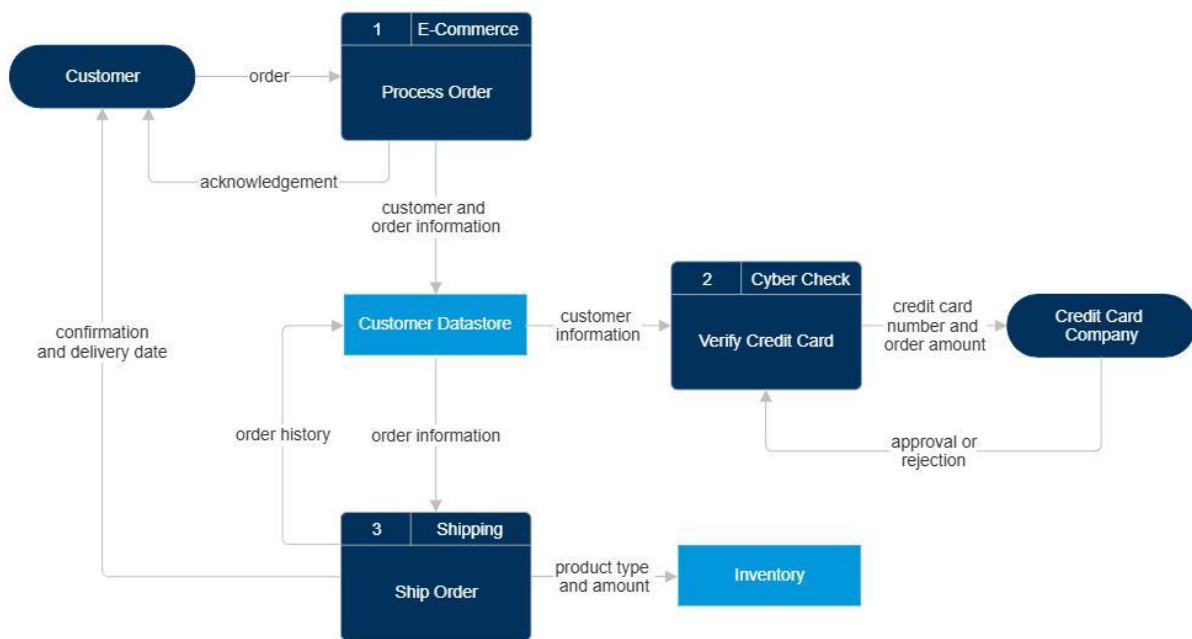 1
E-Commerce
Customer
order
Process Order
acknowledgement
customer and
order information
2
Cyber Check
confirmation
and delivery date
Customer Datastore
customer
information
Verify Credit Card
credit card
number and
order amount
Credit Card
Company
order history
order information
approval or
rejection
3
Shipping
Ship Order
product type
and amount
Inventory